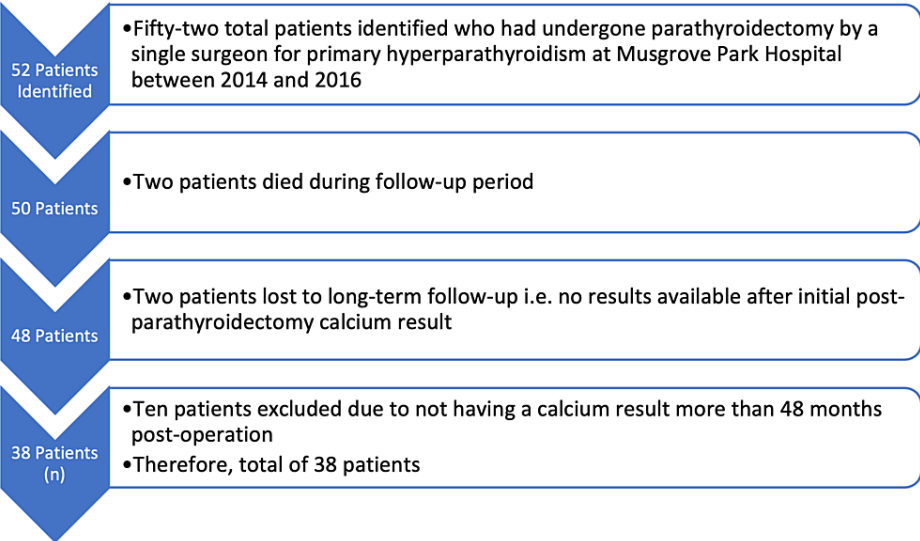 52 Patients
Identified
•Fifty-two total patients identified who had undergone parathyroidectomy by a
single surgeon for primary hyperparathyroidism at Musgrove Park Hospital
between 2014 and 2016
50 Patients
•Two patients died during follow-up period
48 Patients
•Two patients lost to long-term follow-up i.e. no results available after initial post-
parathyroidectomy calcium result
38 Patients
(n)
•Ten patients excluded due to not having a calcium result more than 48 months
post-operation
•Therefore, total of 38 patients